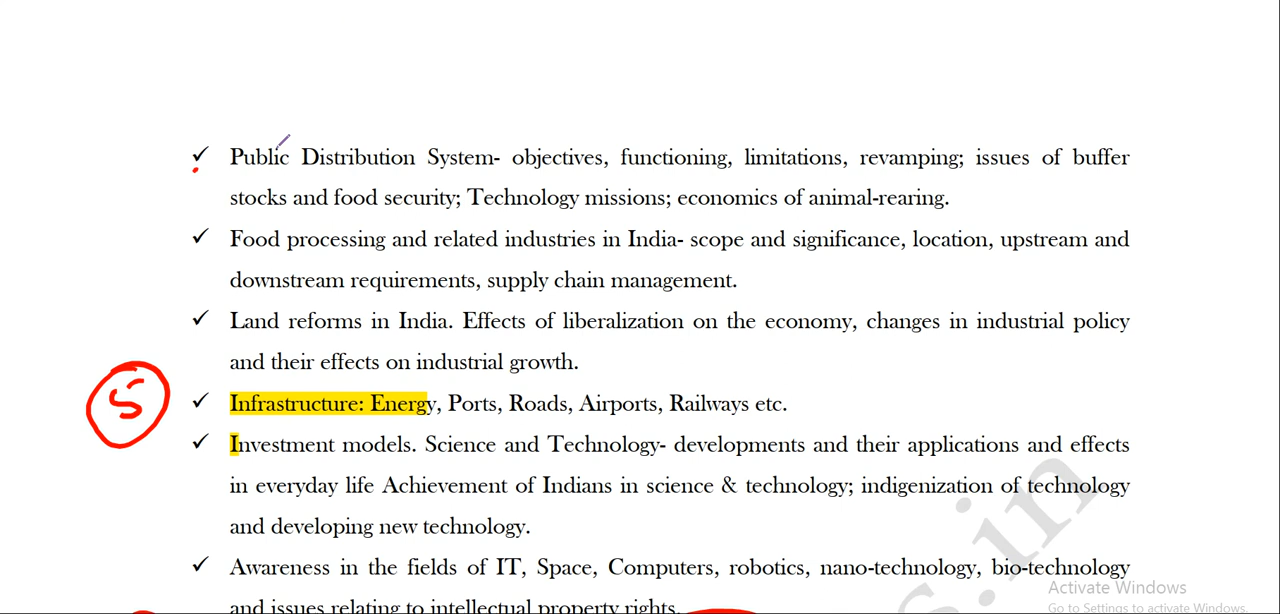 ✓ Public Distribution System- objectives, functioning, limitations, revamping; issues of buffer
stocks and food security; Technology missions; economics of animal-rearing.
✓ Food processing and related industries in India- scope and significance, location, upstream and
downstream requirements, supply chain management.
✓ Land reforms in India. Effects of liberalization on the economy, changes in industrial policy
and their effects on industrial growth.
5
✓ Infrastructure: Energy, Ports, Roads, Airports, Railways etc.
✓ Investment models. Science and Technology- developments and their applications and effects
in everyday life Achievement of Indians in science & technology; indigenization of technology
and developing new technology.
✓ Awareness in the fields of IT, Space, Computers, robotics, nano-technology, bio-technology
and issues relating to intellectual property rights.
s.in
Activate Windows
Go to Settings to activate Windows.